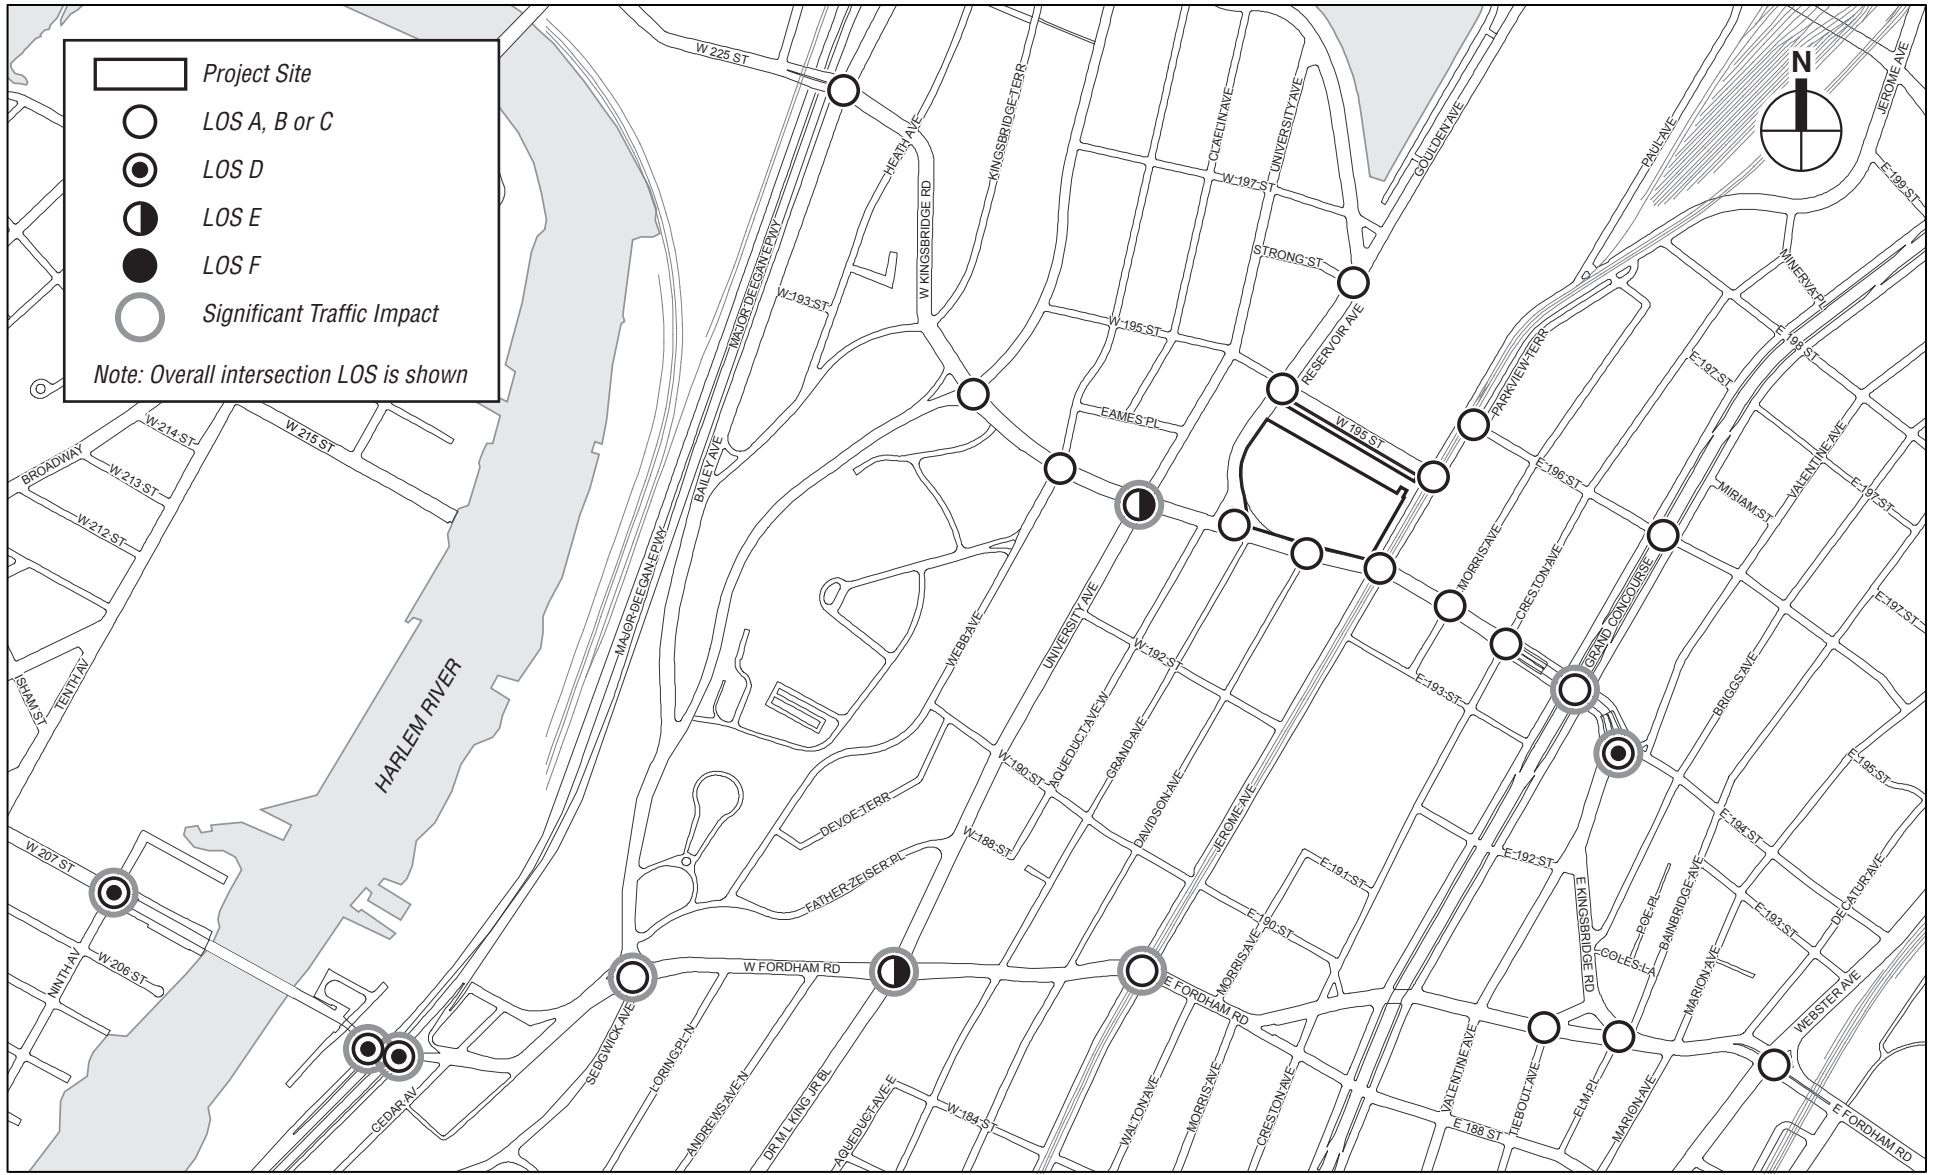 Project Site
LOS A, B or C
LOS D
LOS E
LOS F
Significant Traffic Impact
Note: Overall intersection LOS is shown
N
W 225 ST
HEATH AVE
W KINGSBRIDGE RD
KINGSBRIDGE TERR
CLAFLIN AVE
UNIVERSITY AVE
GOULDEN AVE
PAUL AVE
JEROME AVE
E 199 ST
W 197 ST
STRONG ST
MINERVA PL
MAJOR DEEGAN EPWY
W 193 ST
W 195 ST
RESERVOIR AVE
PARKVIEW TERR
E 198 ST
E 197 ST
EAMES PL
W 195 ST
E 196 ST
VALENTINE AVE
E 197 ST
MIRIAM ST
W 214 ST
W 215 ST
BROADWAY
W 213 ST
W 212 ST
BAILEY AVE
MAJOR DEEGAN EPWY
MORRIS AVE
CRESTON AVE
GRAND CONCOURSE
E 197 ST
WEBB AVE
UNIVERSITY AVE
W 192 ST
E 193 ST
BRIGGS AVE
ISHAM ST
TENTH AV
HARLEM RIVER
W 190 ST
AQUEDUCT AVE W
GRAND AVE
DAVIDSON AVE
JEROME AVE
E 195 ST
DEVOE TERR
W 188 ST
E 194 ST
FATHER ZEISER PL
E 191 ST
E 192 ST
E KINGSBRIDGE RD
POE PL
BAINBRIDGE AVE
DECATUR AVE
E 193 ST
W 207 ST
NINTH AV
W 206 ST
E 190 ST
MORRIS AVE
COLES LA
MARION AVE
WEBSTER AVE
W FORDHAM RD
E FORDHAM RD
SEDGWICK AVE
LORING PL N
ANDREWS AVE N
DR M L KING JR BL
AQUEDUCT AVE E
W 184 ST
CEDAR AV
WALTON AVE
MORRIS AVE
CRESTON AVE
VALENTINE AVE
E 188 ST
TIEBOUT AVE
ELM PL
MARION AVE
E FORDHAM RD